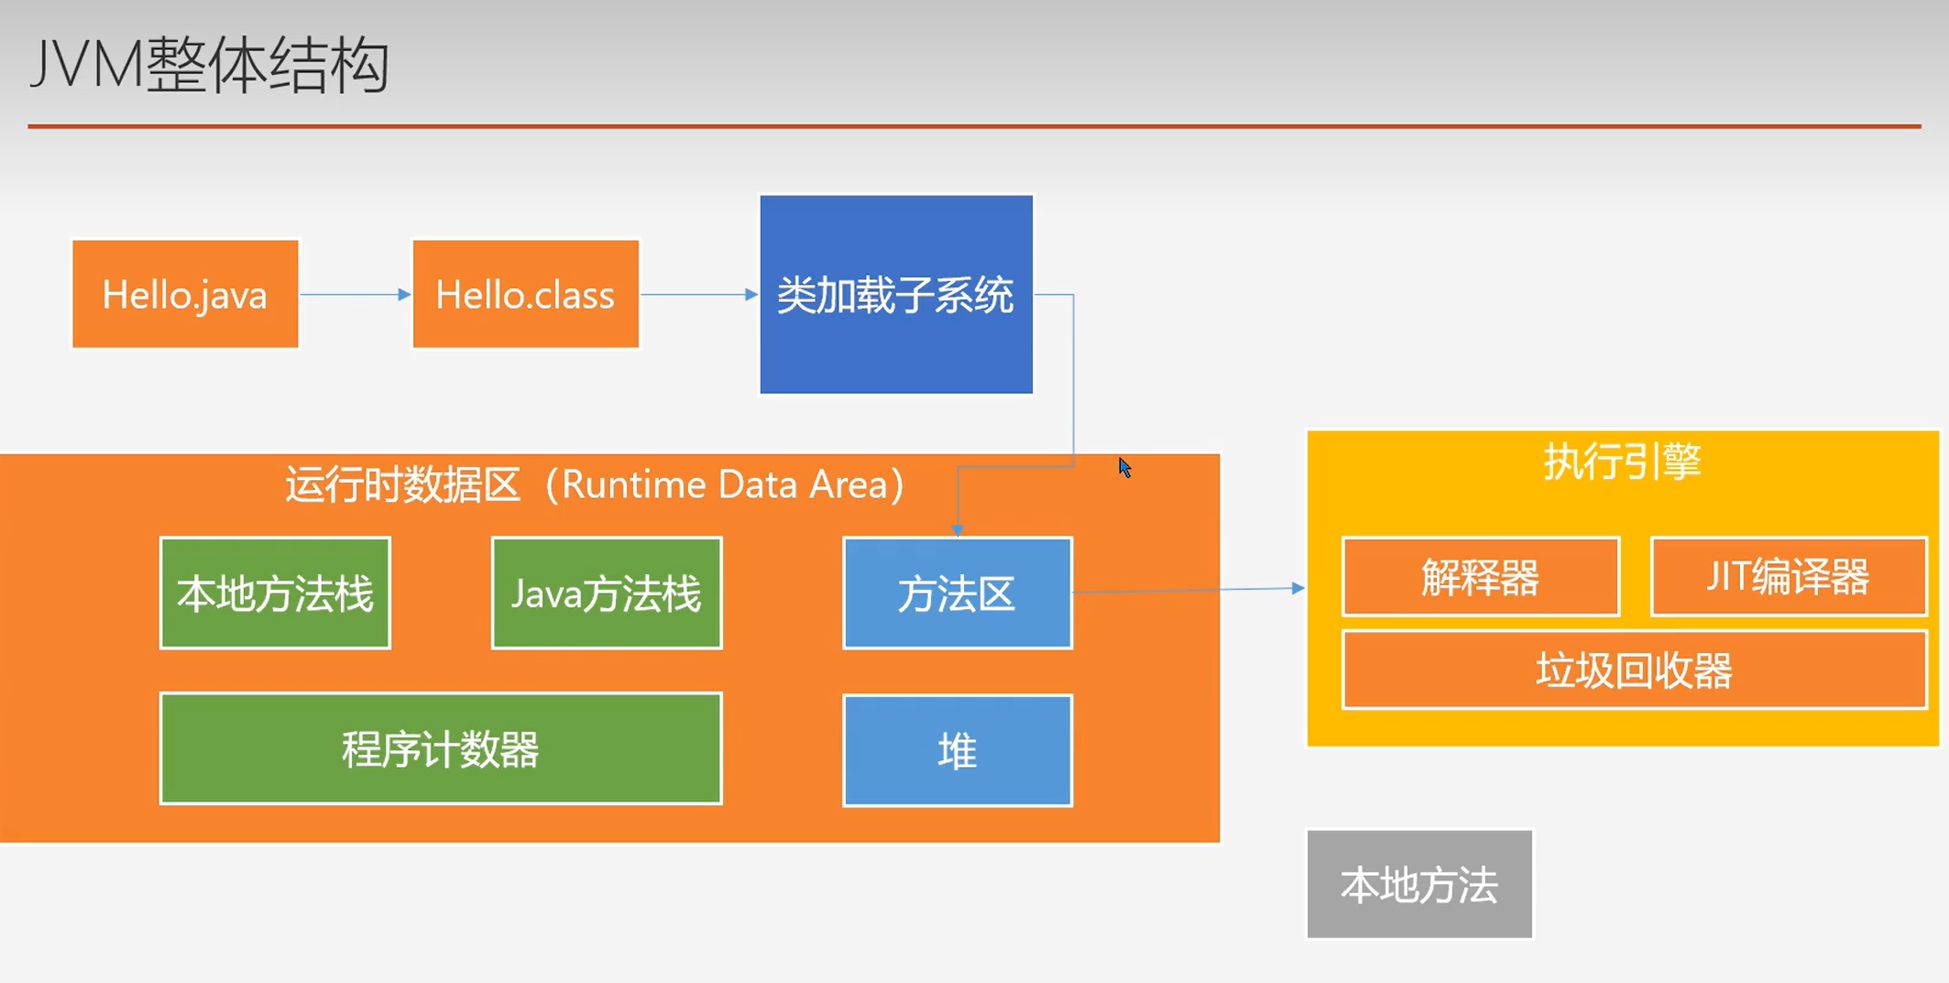 JVM整体结构
Hello.java
Hello.class
类加载子系统
运行时数据区（Runtime Data Area）
本地方法栈
Java方法栈
方法区
程序计数器
堆
执行引擎
解释器
JIT编译器
垃圾回收器
本地方法